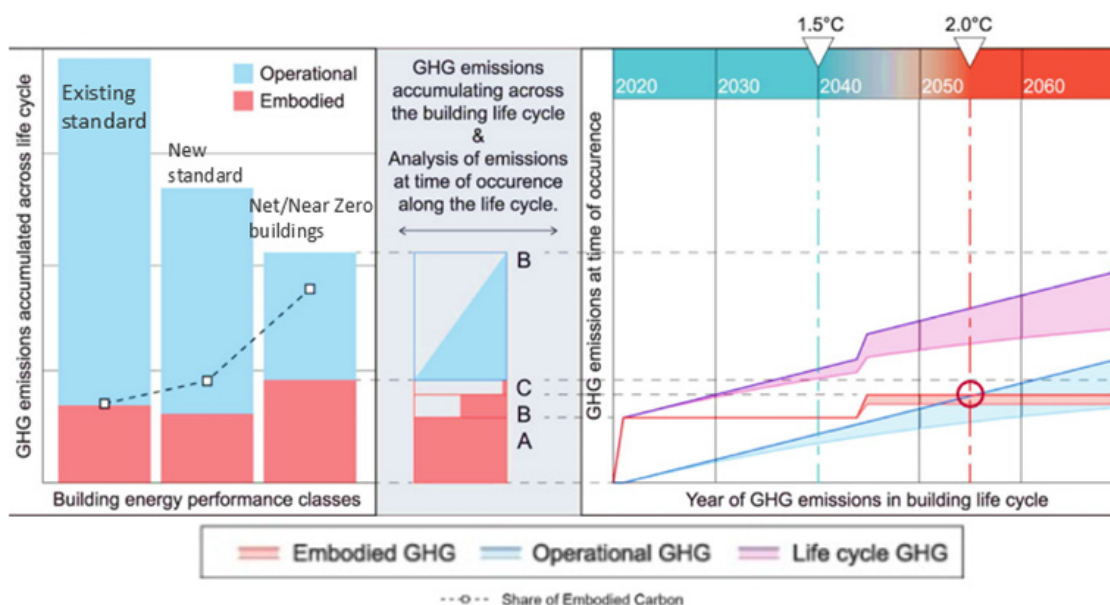 1.5°C
2.0°C
GHG emissions accumulated across life cycle
Operational
Embodied
Existing
standard
New
standard
Net/Near Zero
buildings
Building energy performance classes
GHG emissions
accumulating across
the building life cycle
&
Analysis of emissions
at time of occurence
along the life cycle.
B
C
B
A
GHG emissions at time of occurence
2020
2030
2040
2050
2060
Year of GHG emissions in building life cycle
Embodied GHG
Operational GHG
Life cycle GHG
Share of Embodied Carbon